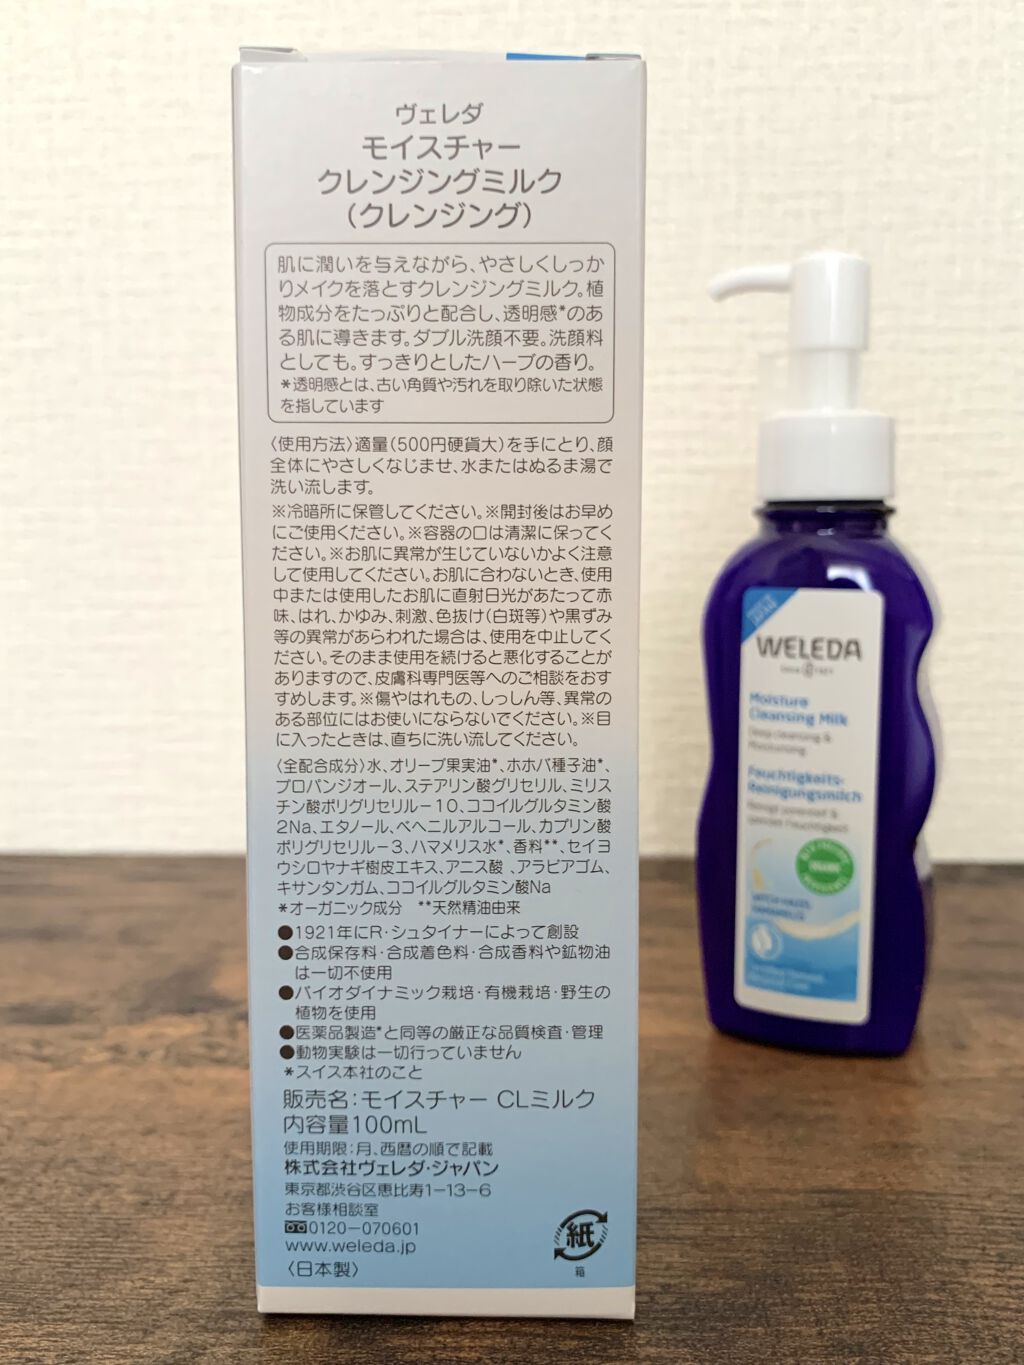 ヴェレダ
モイスチャー
クレンジングミルク
（クレンジング）
肌に潤いを与えながら、やさしくしっか
りメイクを落とすクレンジングミルク。植
物成分をたっぷりと配合し、透明感*のあ
る肌に導きます。ダブル洗顔不要。洗顔料
としても。すっきりとしたハーブの香り。
*透明感とは、古い角質や汚れを取り除いた状態
を指しています
〈使用方法〉適量（500円硬貨大）を手にとり、顔
全体にやさしくなじませ、水またはぬるま湯で
洗い流します。
※冷暗所に保管してください。※開封後はお早め
にご使用ください。※容器の口は清潔に保ってく
ださい。※お肌に異常が生じていないかよく注意
して使用してください。お肌に合わないとき、使用
中または使用したお肌に直射日光があたって赤
味、はれ、かゆみ、刺激、色抜け（白斑等）や黒ずみ
等の異常があらわれた場合は、使用を中止してく
ださい。そのまま使用を続けると悪化することが
ありますので、皮膚科専門医等へのご相談をおす
すめします。※傷やはれもの、しっしん等、異常の
ある部位にはお使いにならないでください。※目
に入ったときは、直ちに洗い流してください。
〈全配合成分〉水、オリーブ果実油*、ホホバ種子油*、
プロパンジオール、ステアリン酸グリセリル、ミリス
チン酸ポリグリセリル－10、ココイルグルタミン酸
2Na、エタノール、ベヘニルアルコール、カプリン酸
ポリグリセリル－3、ハマメリス水*、香料**、セイヨ
ウシロヤナギ樹皮エキス、アニス酸 、アラビアゴム、
キサンタンガム、ココイルグルタミン酸Na
*オーガニック成分 **天然精油由来
●1921年にR・シュタイナーによって創設
●合成保存料・合成着色料・合成香料や鉱物油
は一切不使用
●バイオダイナミック栽培・有機栽培・野生の
植物を使用
●医薬品製造*と同等の厳正な品質検査・管理
●動物実験は一切行っていません
*スイス本社のこと
販売名：モイスチャー CLミルク
内容量100mL
使用期限：月、西暦の順で記載
株式会社ヴェレダ・ジャパン
東京都渋谷区恵比寿1－13－6
お客様相談室
0120－070601
www.weleda.jp
〈日本製〉
紙
箱
WELEDA
Since 1921
Moisture
Cleansing Milk
Deep cleansing &
Moisturising
Feuchtigkeits-
Reinigungsmilch